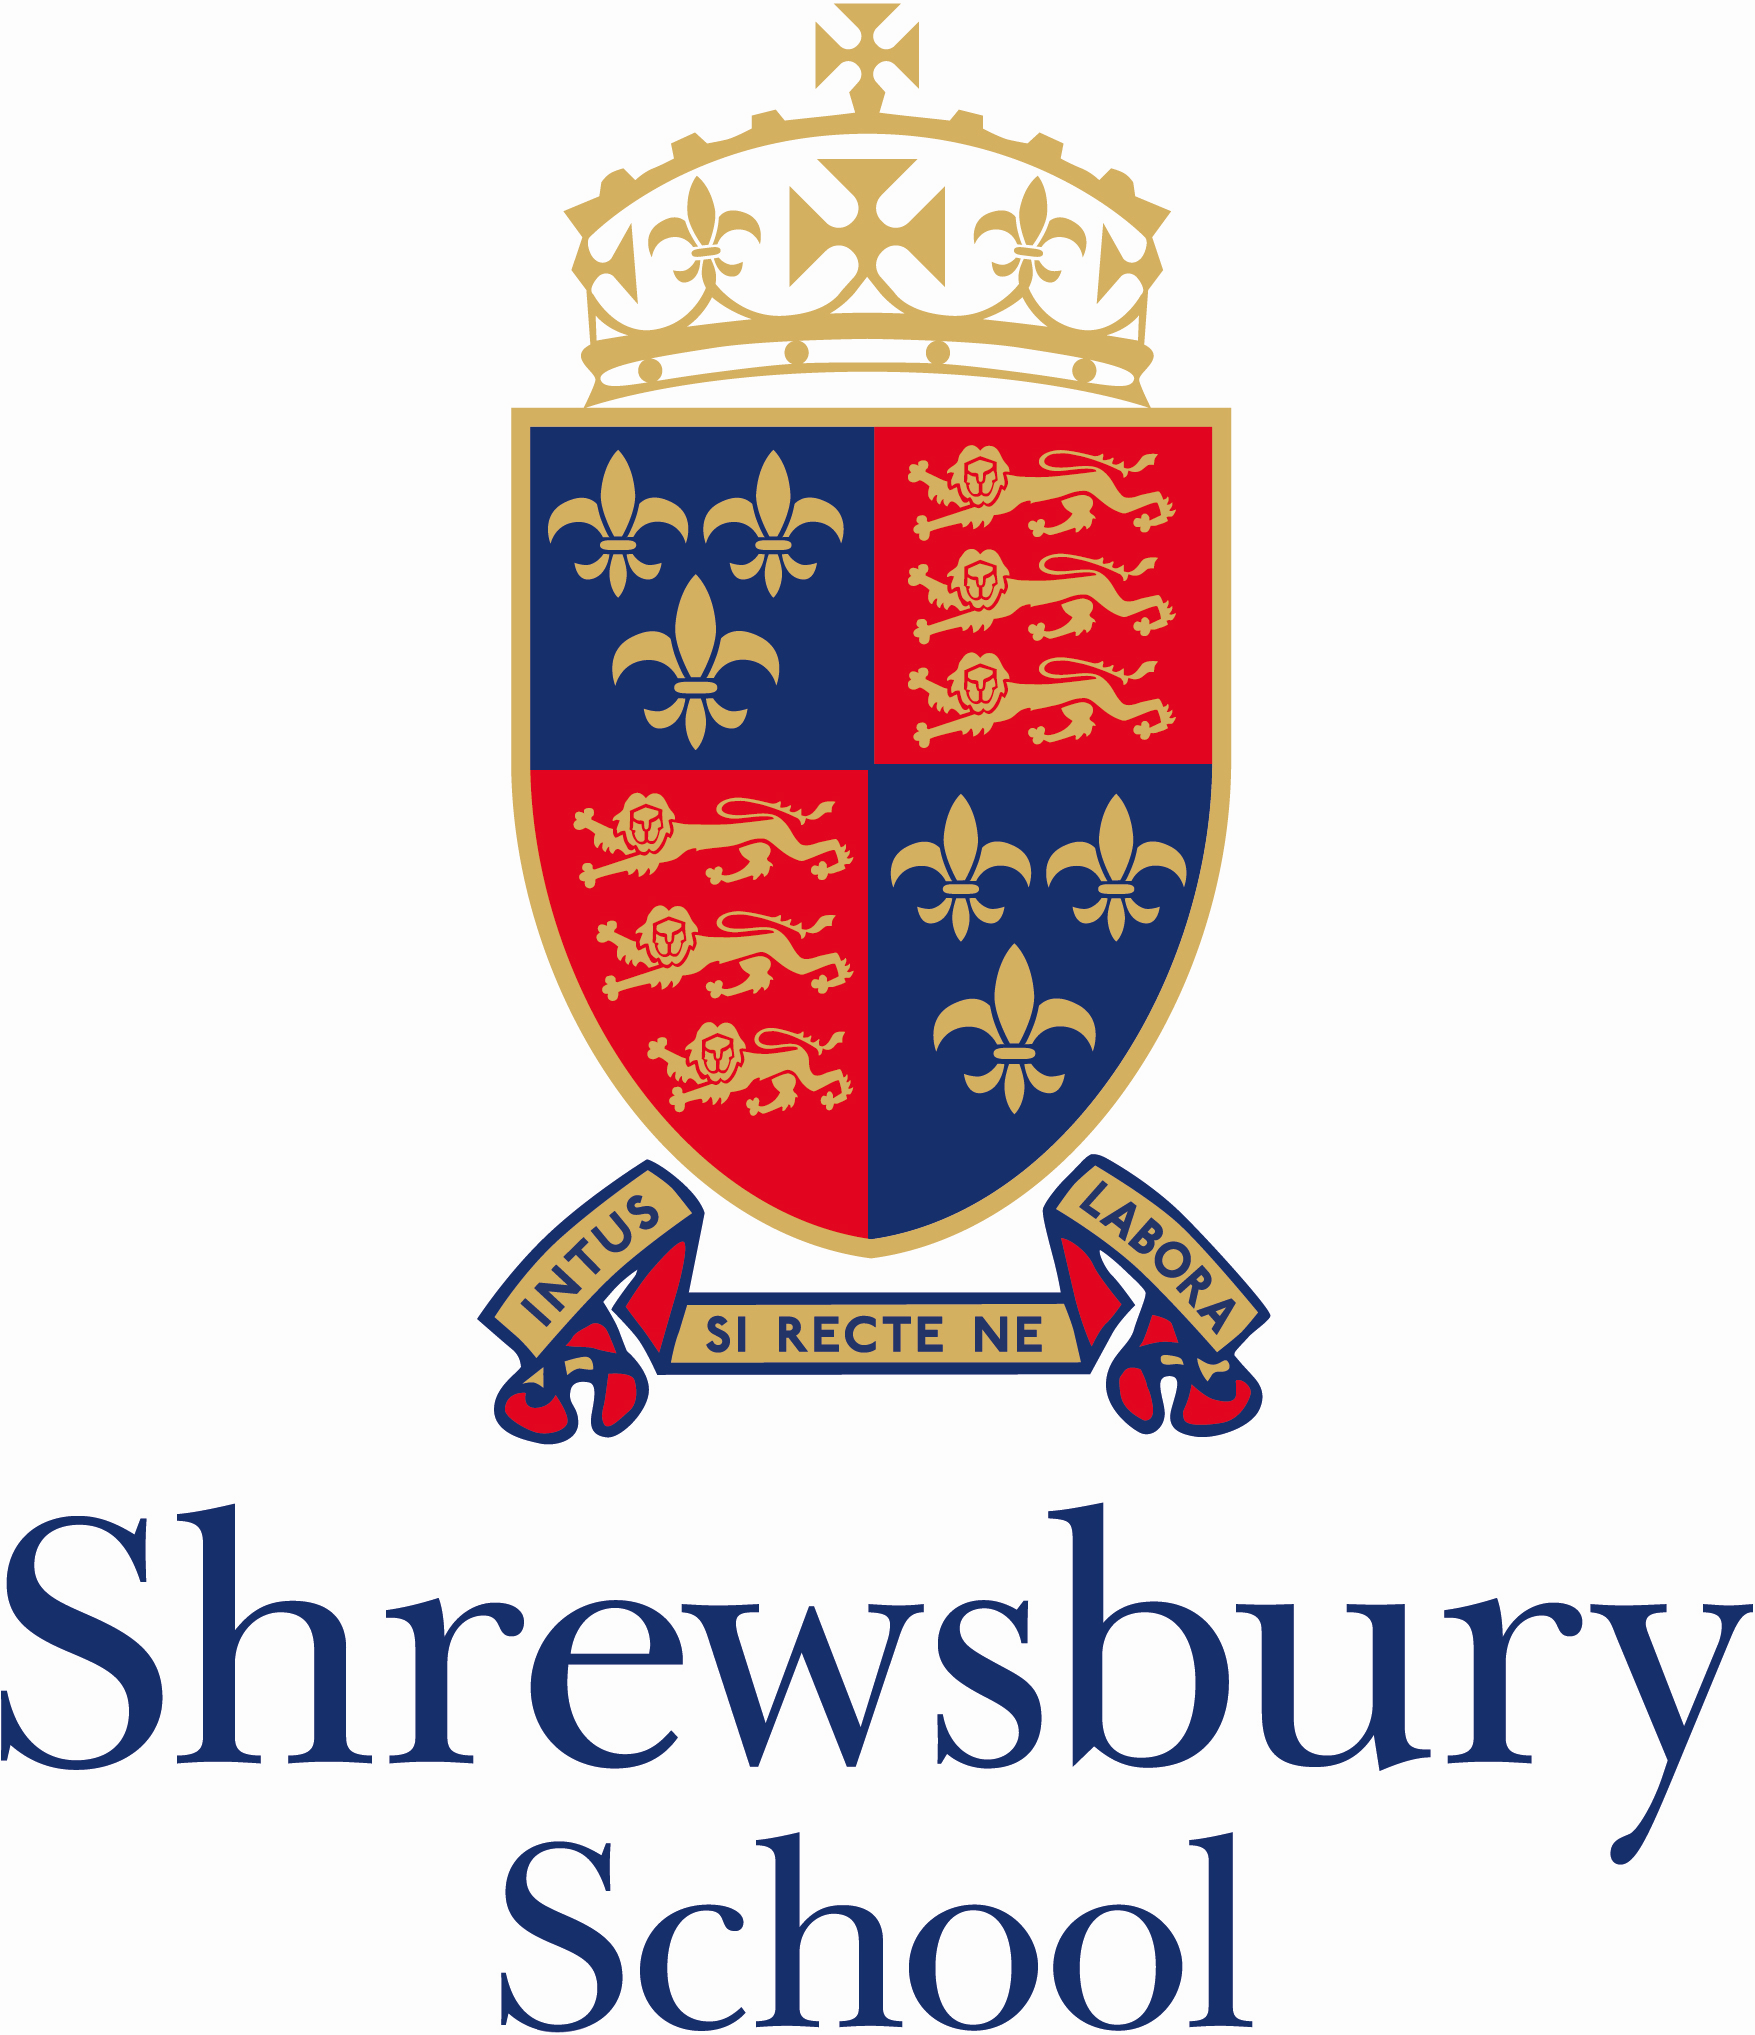 INTUS
SI RECTE NE
LABORA
Shrewsbury
School